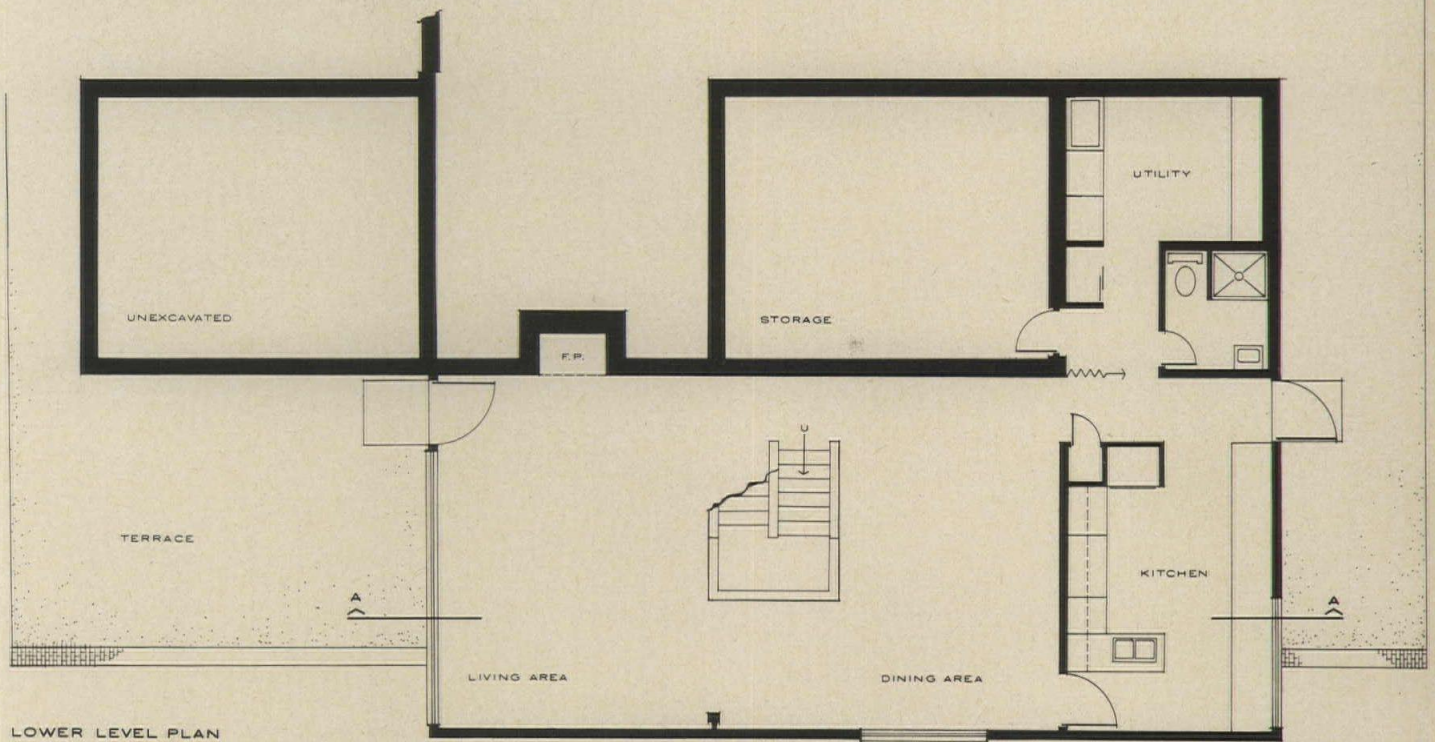 UTILITY
UNEXCAVATED
STORAGE
F.P.
U
TERRACE
KITCHEN
A
A
LIVING AREA
DINING AREA
LOWER LEVEL PLAN